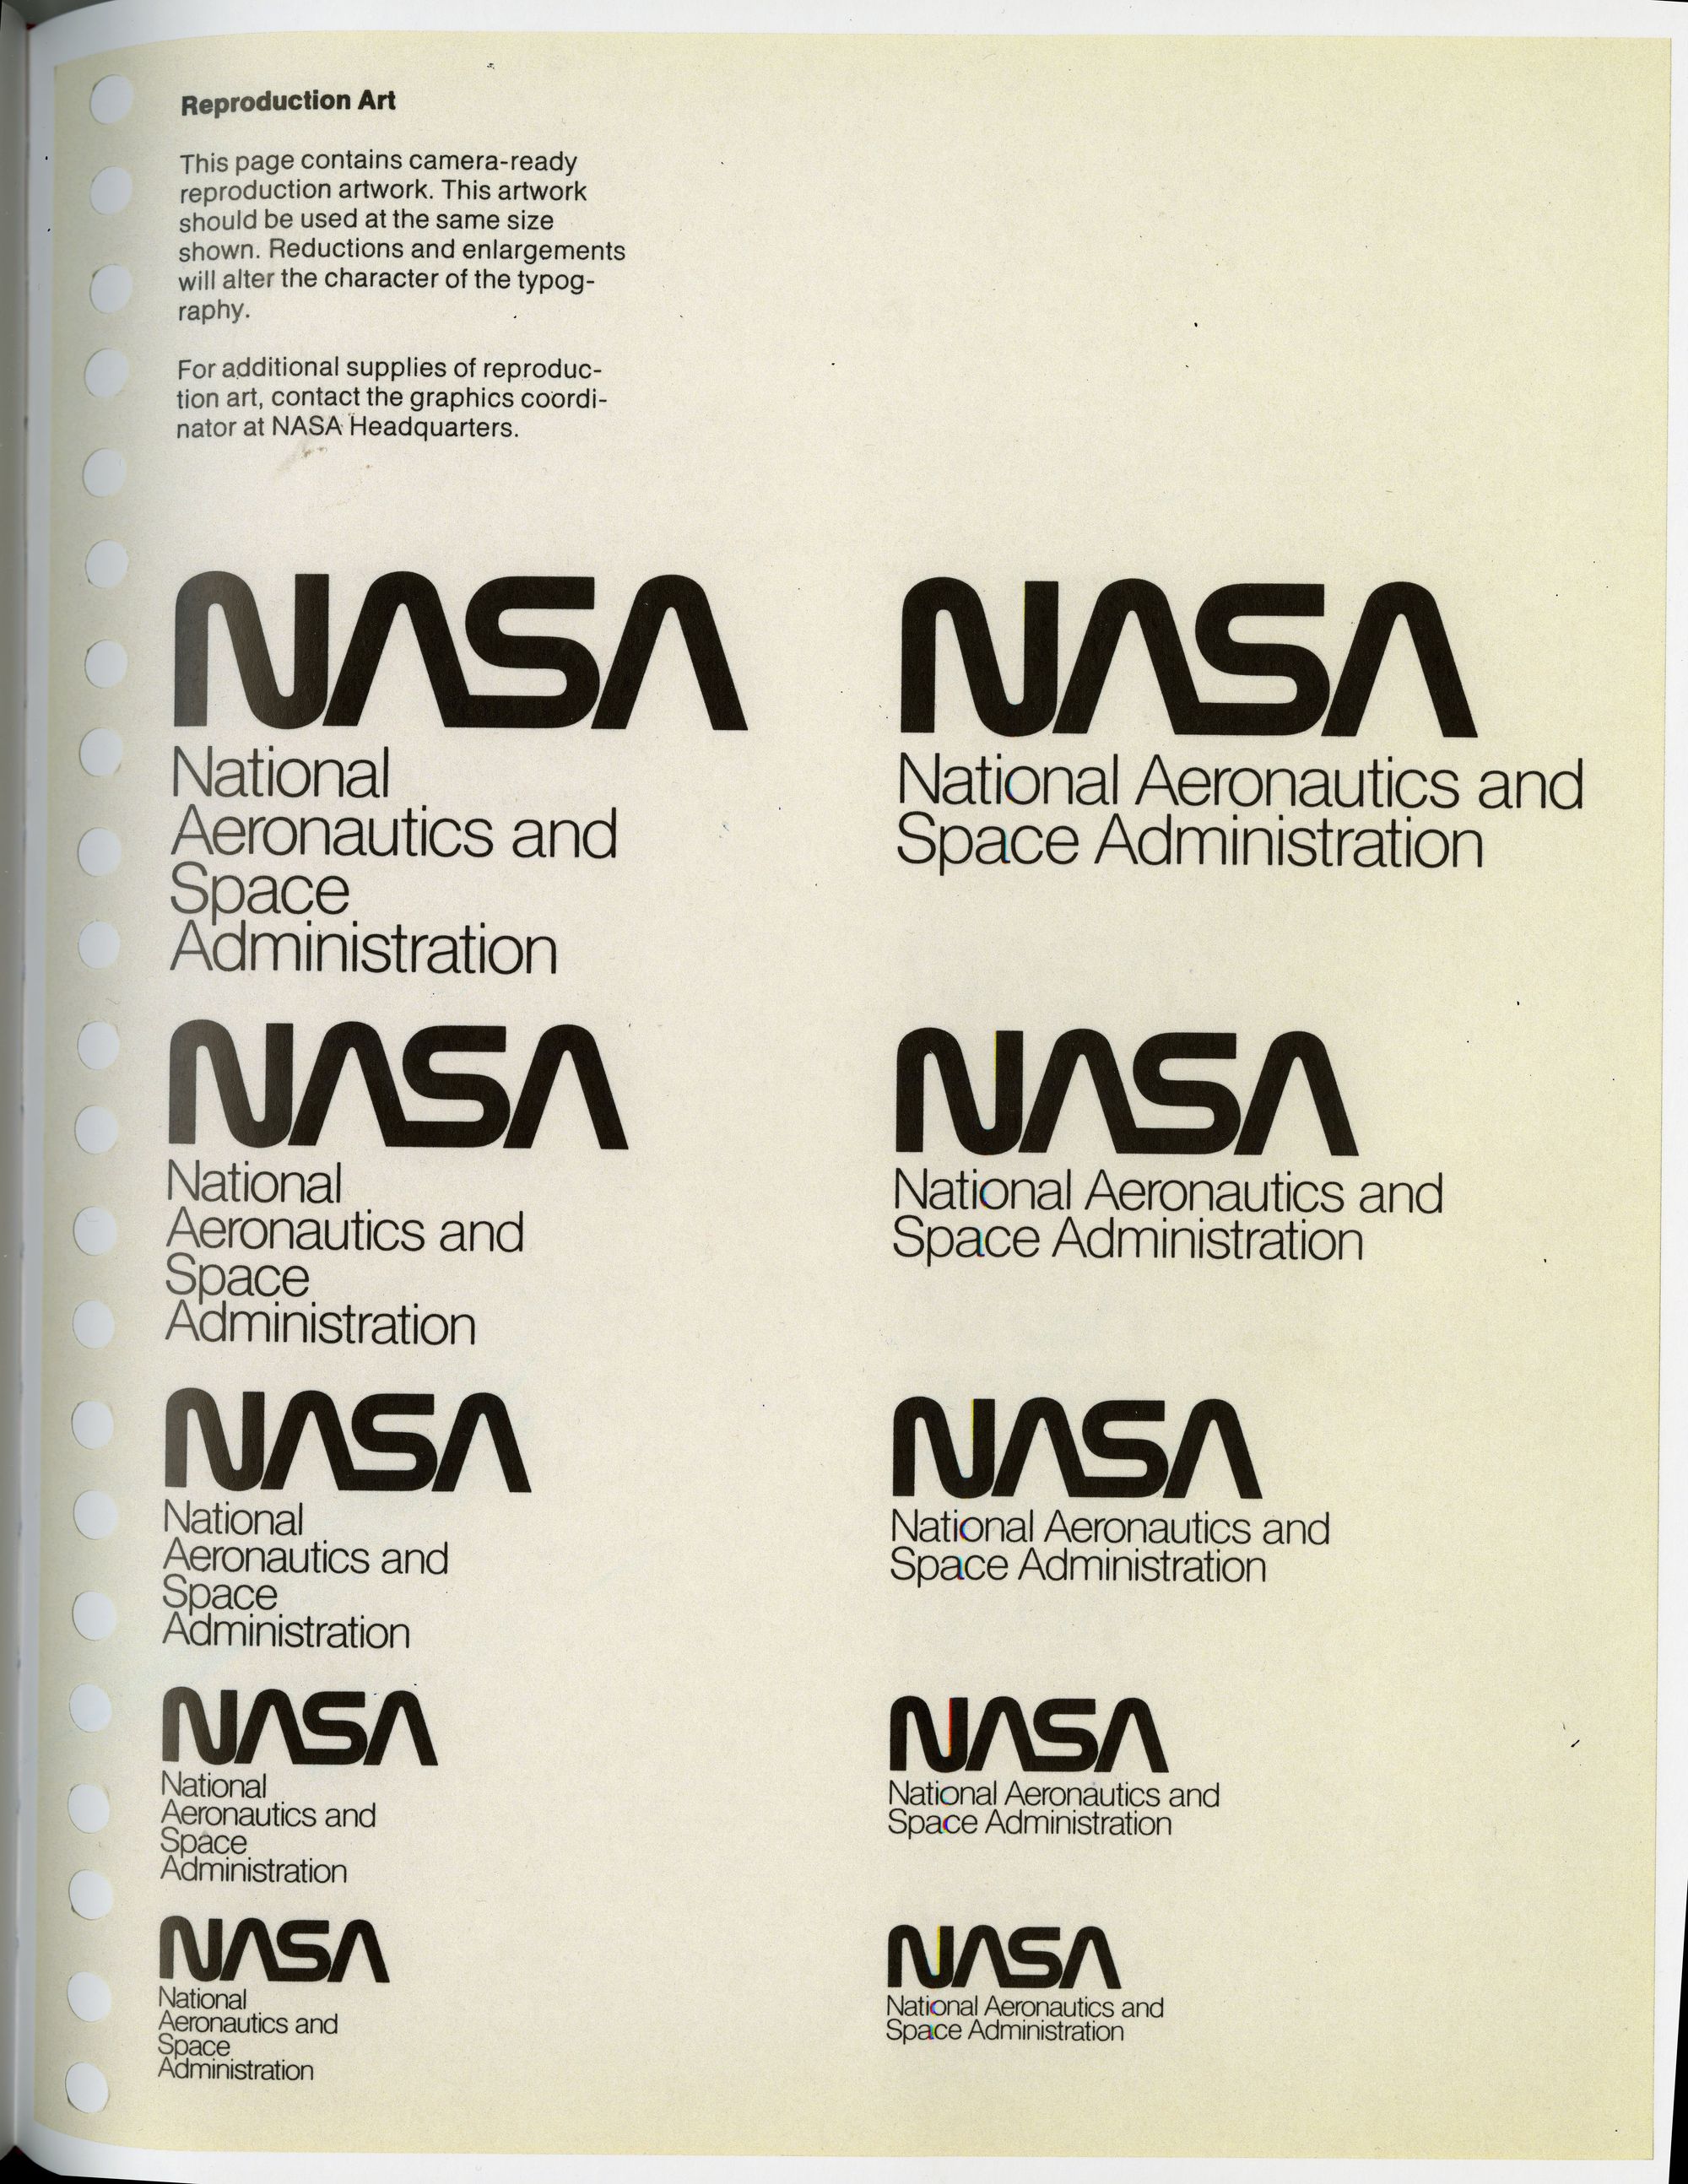 Reproduction Art
This page contains camera-ready
reproduction artwork. This artwork
should be used at the same size
shown. Reductions and enlargements
will alter the character of the typog-
raphy.
For additional supplies of reproduc-
tion art, contact the graphics coordi-
nator at NASA Headquarters.
NASA
National
Aeronautics and
Space
Administration
NASA
National Aeronautics and
Space Administration
NASA
National
Aeronautics and
Space
Administration
NASA
National Aeronautics and
Space Administration
NASA
National
Aeronautics and
Space
Administration
NASA
National Aeronautics and
Space Administration
NASA
National
Aeronautics and
Space
Administration
NASA
National Aeronautics and
Space Administration
NASA
National
Aeronautics and
Space
Administration
NASA
National Aeronautics and
Space Administration